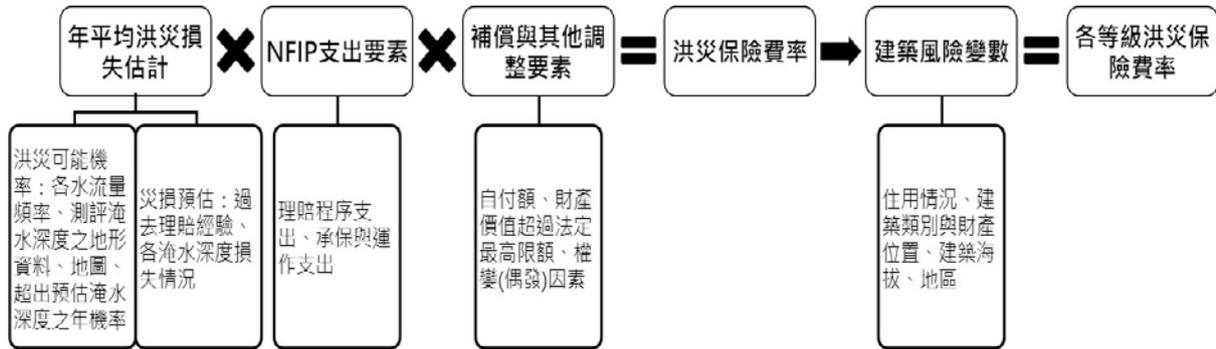 年平均洪災損
失估計
NFIP支出要素
補償與其他調
整要素
洪災保險費率
建築風險變數
各等級洪災保
險費率
洪災可能機
率：各水流量
頻率、測評淹
水深度之地形
資料、地圖、
超出預估淹水
深度之年機率
災損預估：過
去理賠經驗、
各淹水深度損
失情況
理賠程序支
出、承保與運
作支出
自付額、財產
價值超過法定
最高限額、權
變(偶發)因素
住用情況、建
築類別與財產
位置、建築海
拔、地區